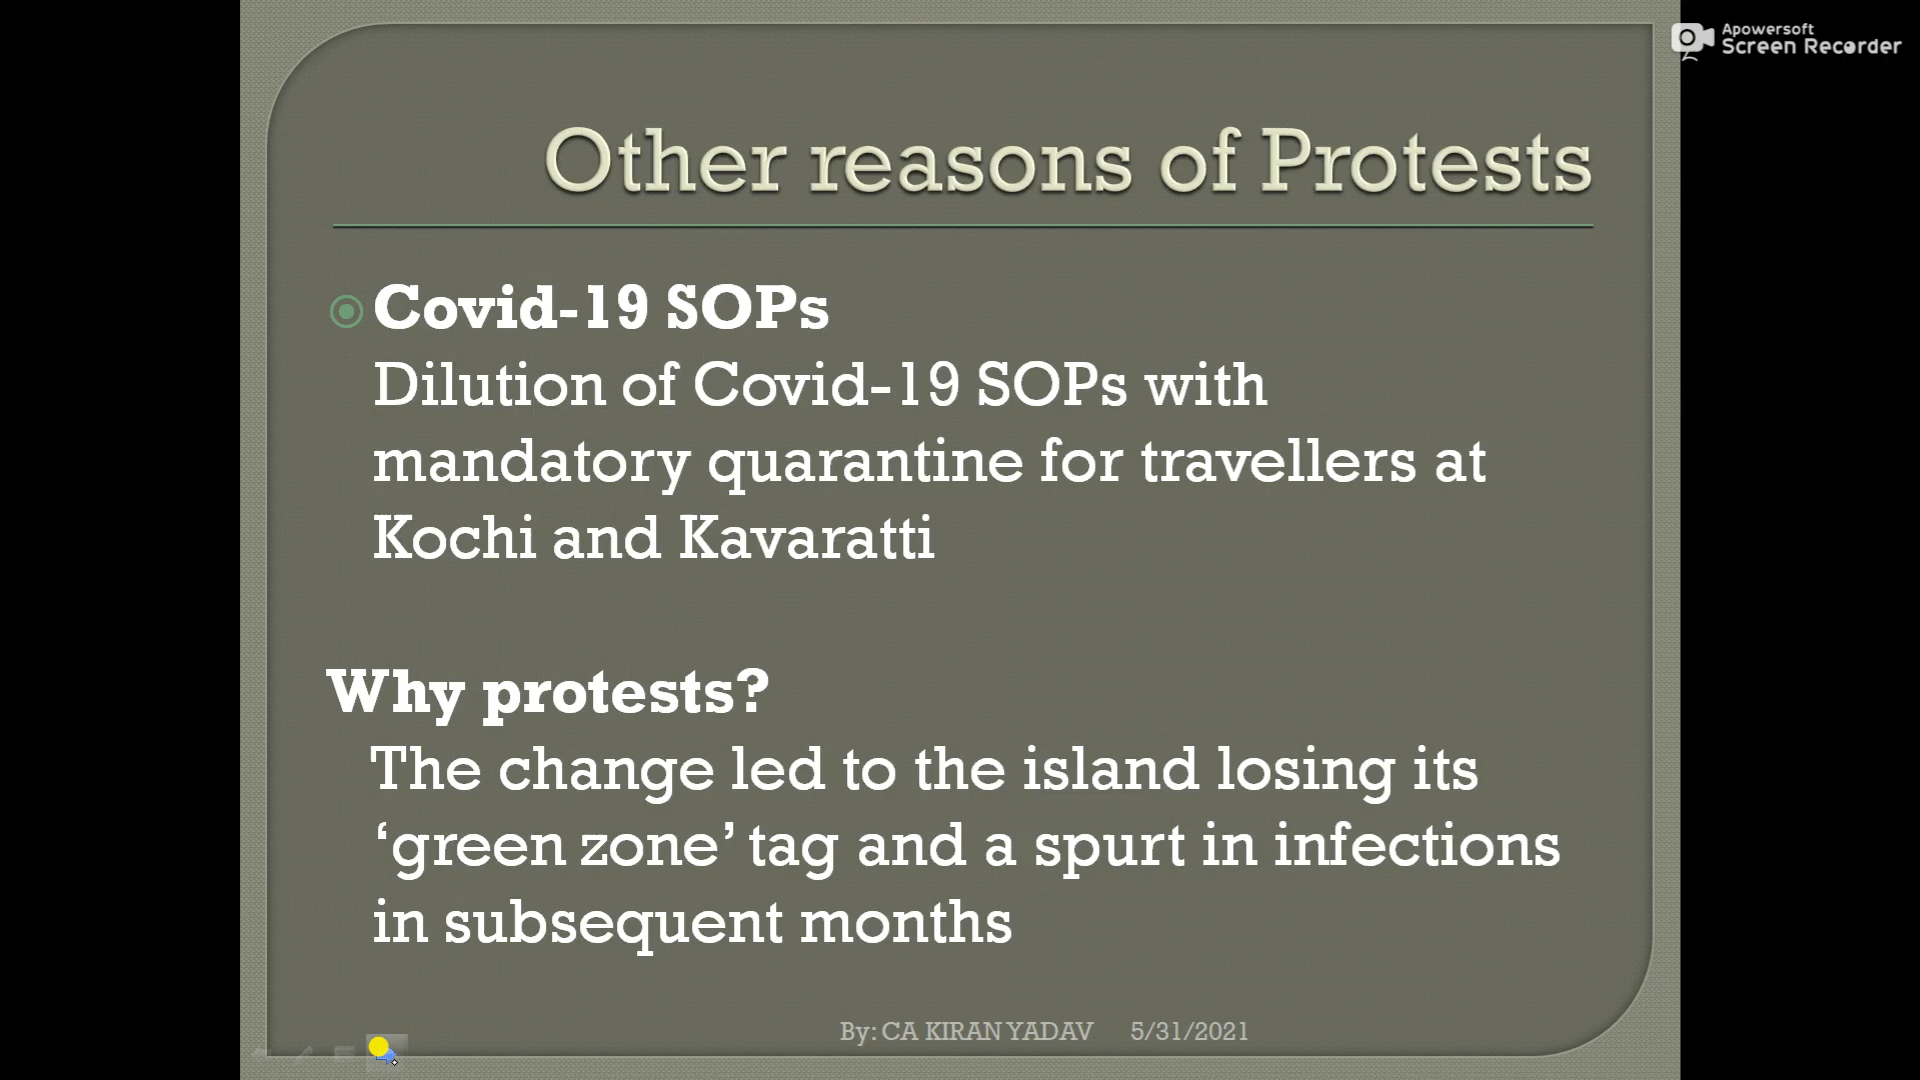 Apowersoft
Screen Recorder
Other reasons of Protests
Covid-19 SOPs
Dilution of Covid-19 SOPs with
mandatory quarantine for travellers at
Kochi and Kavaratti
Why protests?
The change led to the island losing its
‘green zone’ tag and a spurt in infections
in subsequent months
By: CA KIRAN YADAV 5/31/2021